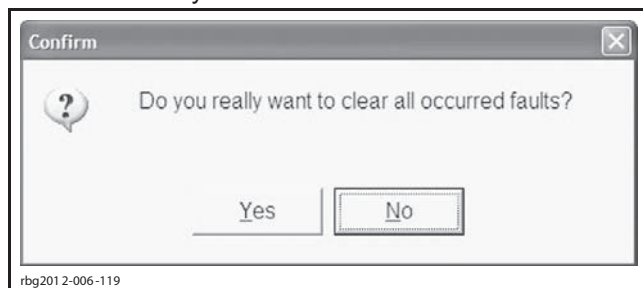 Confirm
Do you really want to clear all occurred faults?
Yes
No
rbg2012-006-119